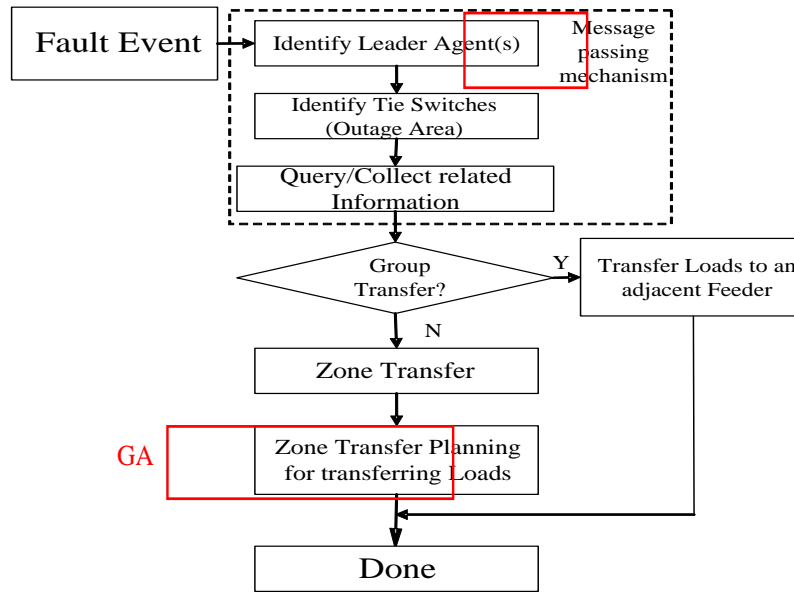 Fault Event
Identify Leader Agent(s)
Message
passing
mechanism
Identify Tie Switches
(Outage Area)
Query/Collect related
Information
Group
Transfer?
Y
Transfer Loads to an
adjacent Feeder
N
Zone Transfer
GA
Zone Transfer Planning
for transferring Loads
Done